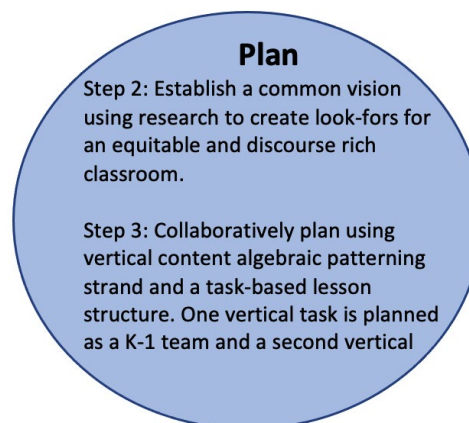 Plan
Step 2: Establish a common vision
using research to create look-fors for
an equitable and discourse rich
classroom.
Step 3: Collaboratively plan using
vertical content algebraic patterning
strand and a task-based lesson
structure. One vertical task is planned
as a K-1 team and a second vertical